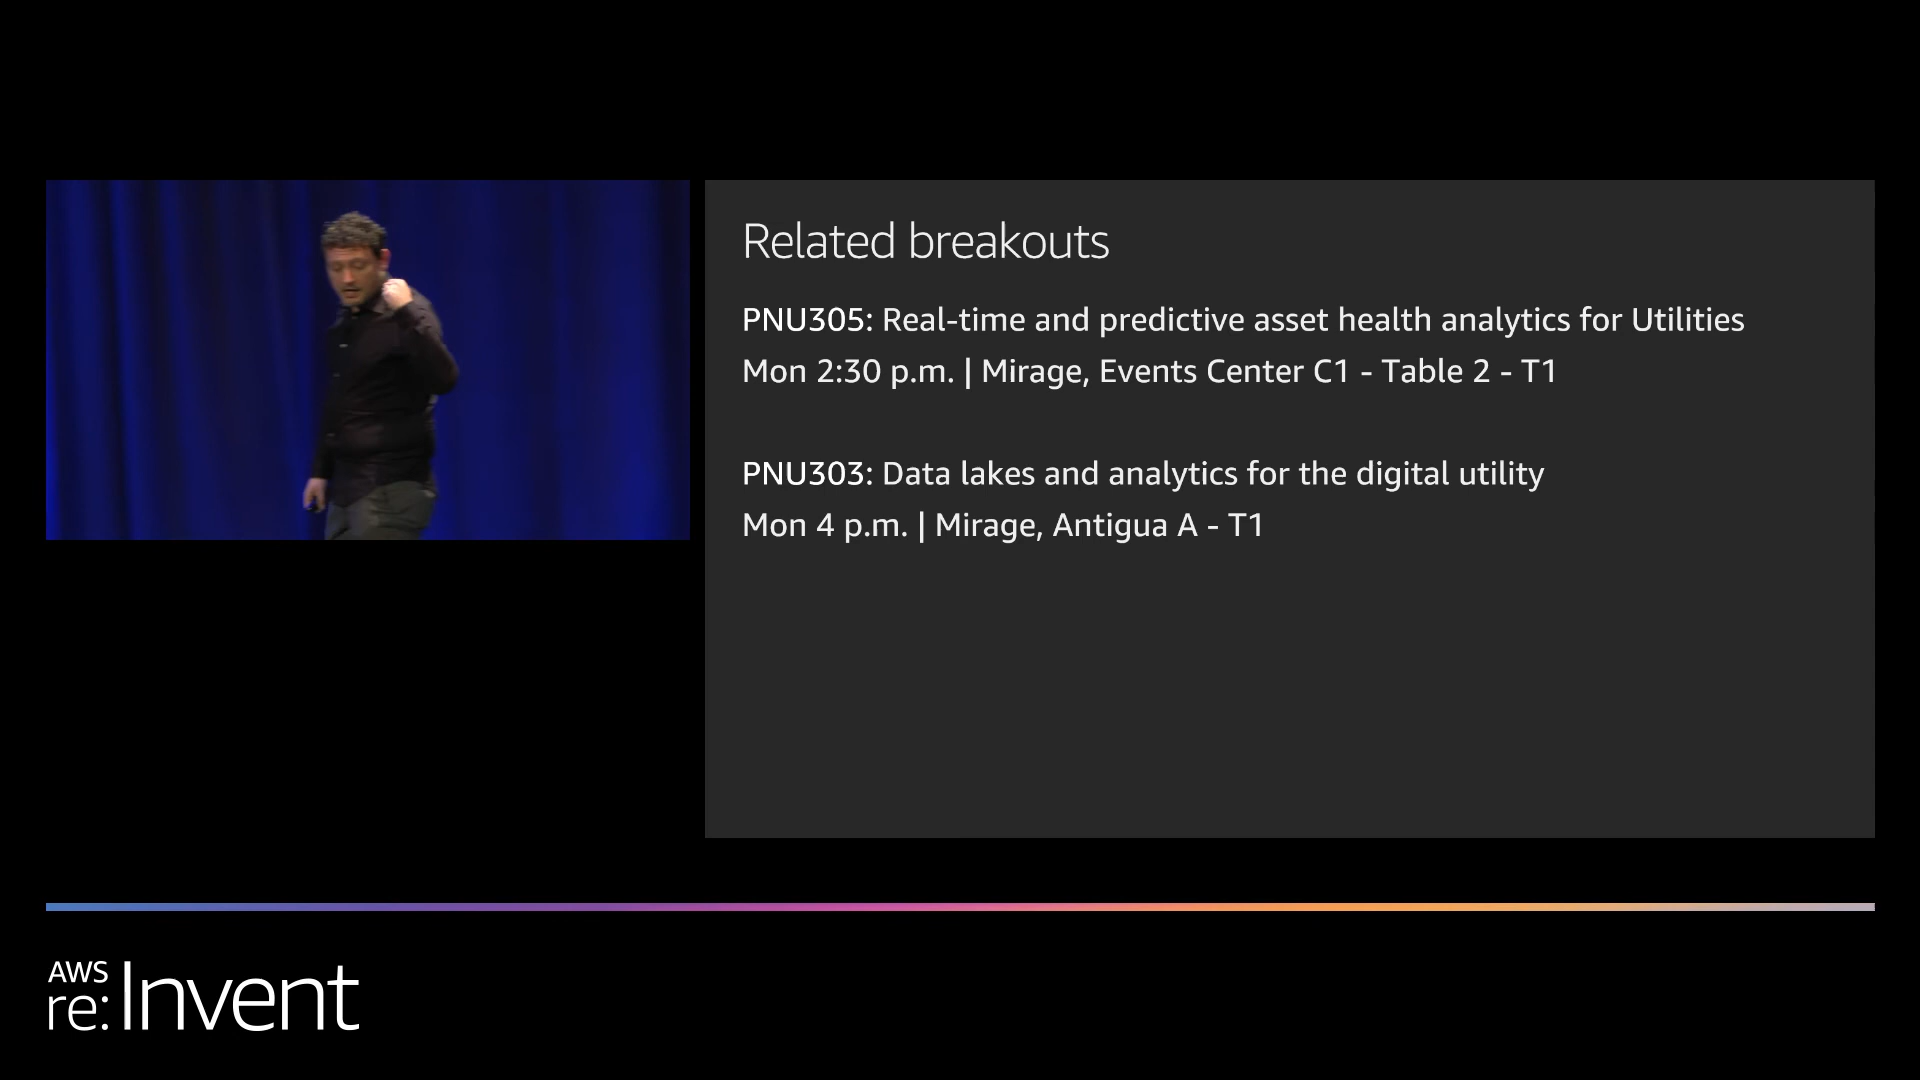 Related breakouts
PNU305: Real-time and predictive asset health analytics for Utilities
Mon 2:30 p.m. | Mirage, Events Center C1 - Table 2 - T1
PNU303: Data lakes and analytics for the digital utility
Mon 4 p.m. | Mirage, Antigua A - T1
AWS
re:Invent